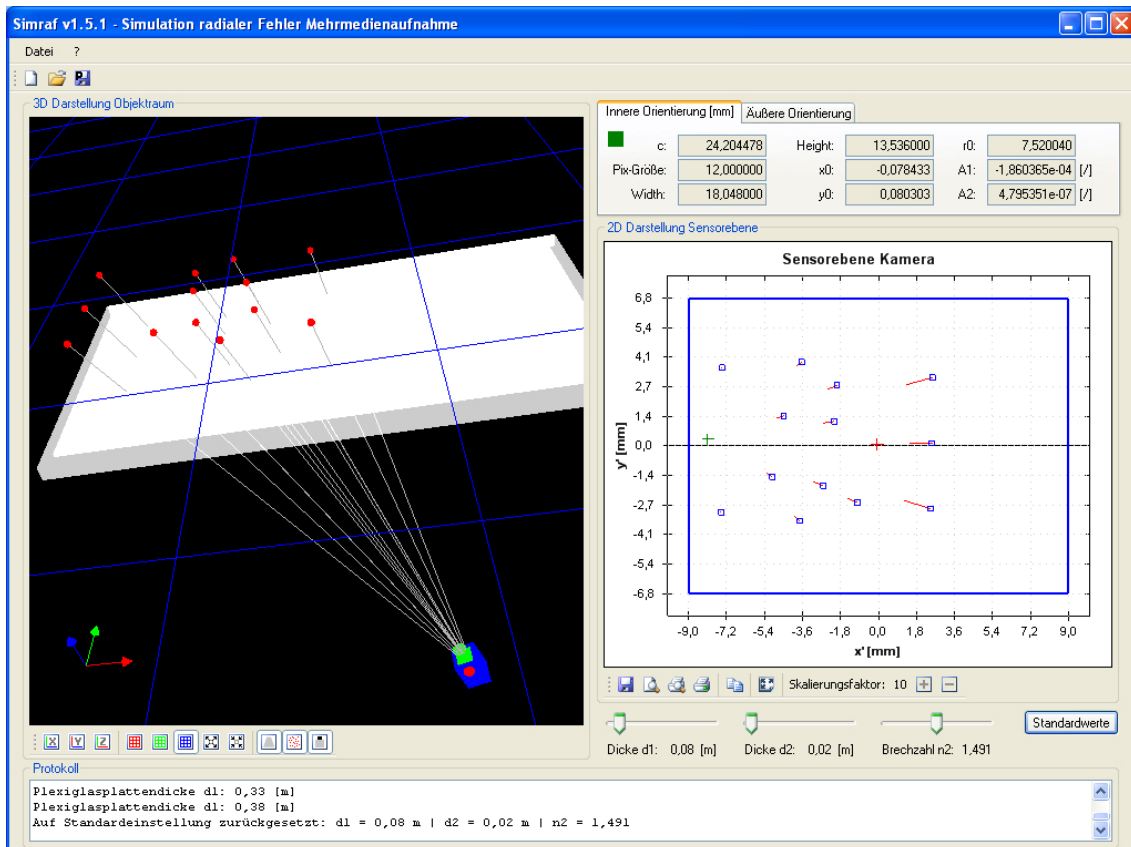 Simraf v1.5.1 - Simulation radialer Fehler Mehrmedienaufnahme
Datei ?
3D Darstellung Objektraum
Innere Orientierung [mm] Äußere Orientierung
c: 24,204478 Height: 13,536000 r0: 7,520040
Pix-Größe: 12,000000 x0: -0,078433 A1: -1,860365e-04 [/]
Width: 18,048000 y0: 0,080303 A2: 4,795351e-07 [/]
2D Darstellung Sensorebene
Sensorebene Kamera
6,8
5,4
4,1
2,7
1,4
0,0
-1,4
-2,7
-4,1
-5,4
-6,8
y' [mm]
-9,0 -7,2 -5,4 -3,6 -1,8 0,0 1,8 3,6 5,4 7,2 9,0
x' [mm]
Skalierungsfaktor: 10
X Y Z
Standardwerte
Dicke d1: 0,08 [m] Dicke d2: 0,02 [m] Brechzahl n2: 1,491
Protokoll
Plexiglasplattendicke d1: 0,33 [m]
Plexiglasplattendicke d1: 0,38 [m]
Auf Standardeinstellung zurückgesetzt: d1 = 0,08 m | d2 = 0,02 m | n2 = 1,491